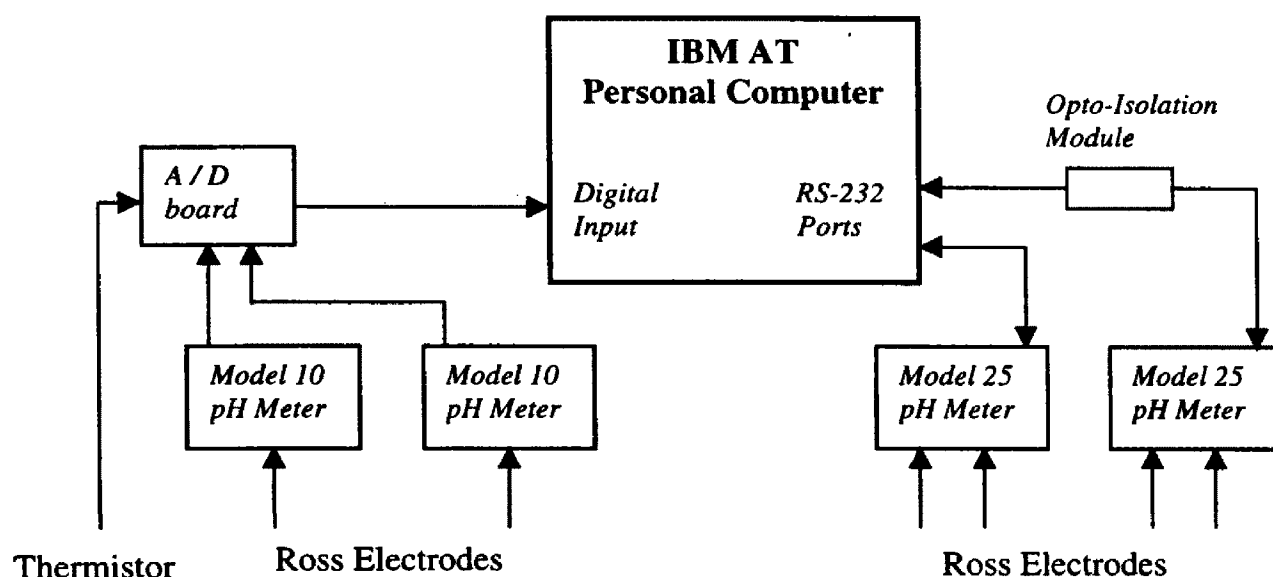 IBM AT
Personal Computer
Opto-Isolation
Module
A / D
board
Digital
Input
RS-232
Ports
Model 10
pH Meter
Model 10
pH Meter
Model 25
pH Meter
Model 25
pH Meter
Thermistor
Ross Electrodes
Ross Electrodes